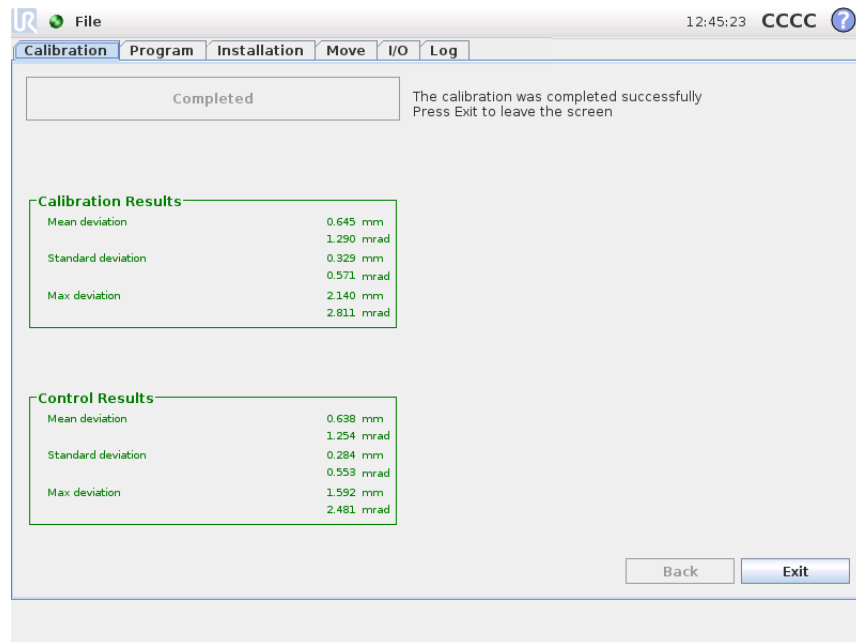 UR File 12:45:23 CCCC ?
Calibration Program Installation Move I/O Log
Completed
The calibration was completed successfully
Press Exit to leave the screen
Calibration Results
Mean deviation 0.645 mm
1.290 mrad
Standard deviation 0.329 mm
0.571 mrad
Max deviation 2.140 mm
2.811 mrad
Control Results
Mean deviation 0.638 mm
1.254 mrad
Standard deviation 0.284 mm
0.553 mrad
Max deviation 1.592 mm
2.481 mrad
Back Exit